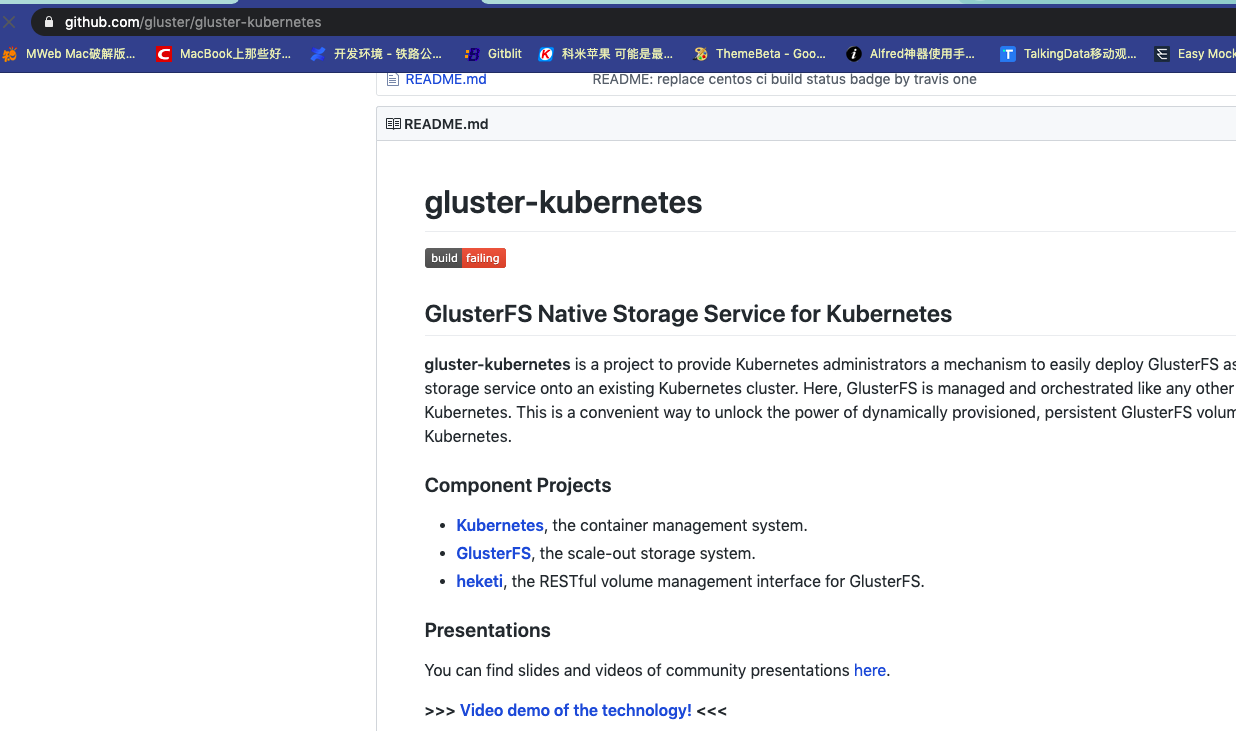 github.com/gluster/gluster-kubernetes
MWeb Mac破解版... MacBook上那些好... 开发环境 - 铁路公... Gitblit 科米苹果 可能是最... ThemeBeta - Goo... Alfred神器使用手... TalkingData移动观... Easy Mock
README.md README: replace centos ci build status badge by travis one
README.md
gluster-kubernetes
build failing
GlusterFS Native Storage Service for Kubernetes
gluster-kubernetes is a project to provide Kubernetes administrators a mechanism to easily deploy GlusterFS as
storage service onto an existing Kubernetes cluster. Here, GlusterFS is managed and orchestrated like any other
Kubernetes. This is a convenient way to unlock the power of dynamically provisioned, persistent GlusterFS volum
Kubernetes.
Component Projects
• Kubernetes, the container management system.
• GlusterFS, the scale-out storage system.
• heketi, the RESTful volume management interface for GlusterFS.
Presentations
You can find slides and videos of community presentations here.
>>> Video demo of the technology! <<<